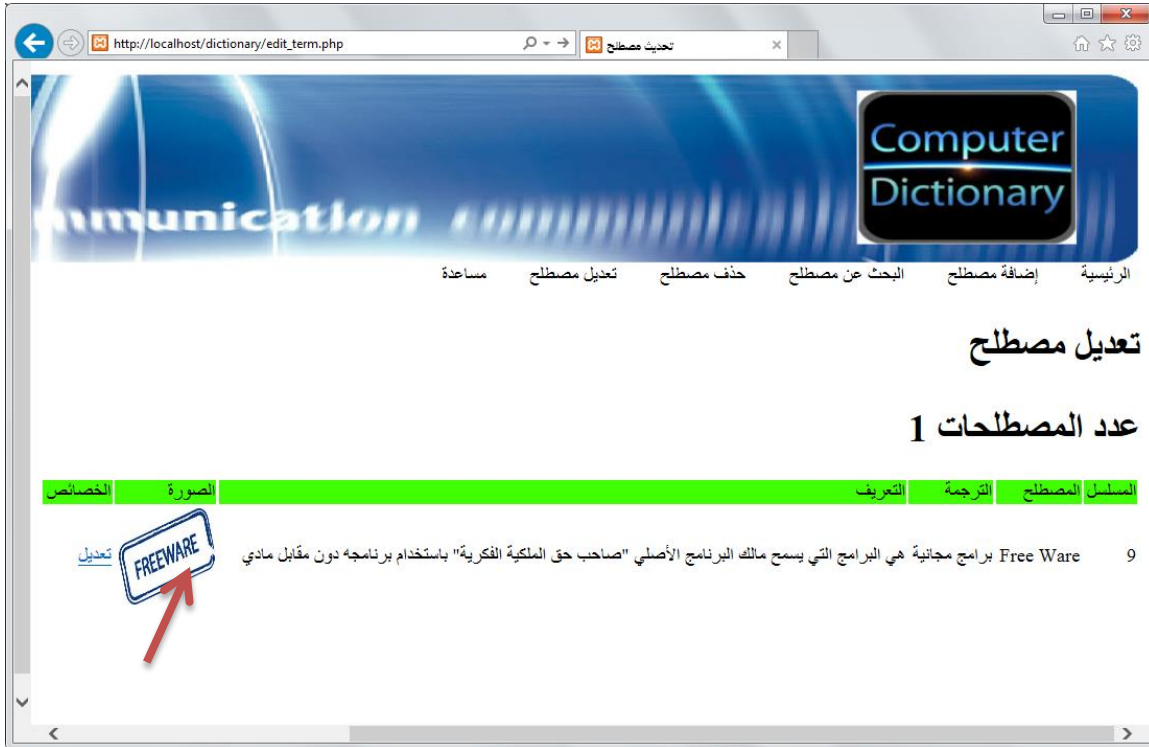 http://localhost/dictionary/edit_term.php
تحديث مصطلح
Computer
Dictionary
mmunication
الرئيسية إضافة مصطلح البحث عن مصطلح حذف مصطلح تعديل مصطلح مساعدة
تعديل مصطلح
عدد المصطلحات 1
المسلسل المصطلح الترجمة التعريف الصورة الخصائص
9 Free Ware برامج مجانية هي البرامج التي يسمح مالك البرنامج الأصلي "صاحب حق الملكية الفكرية" باستخدام برنامجه دون مقابل مادي تعديل
FREEWARE